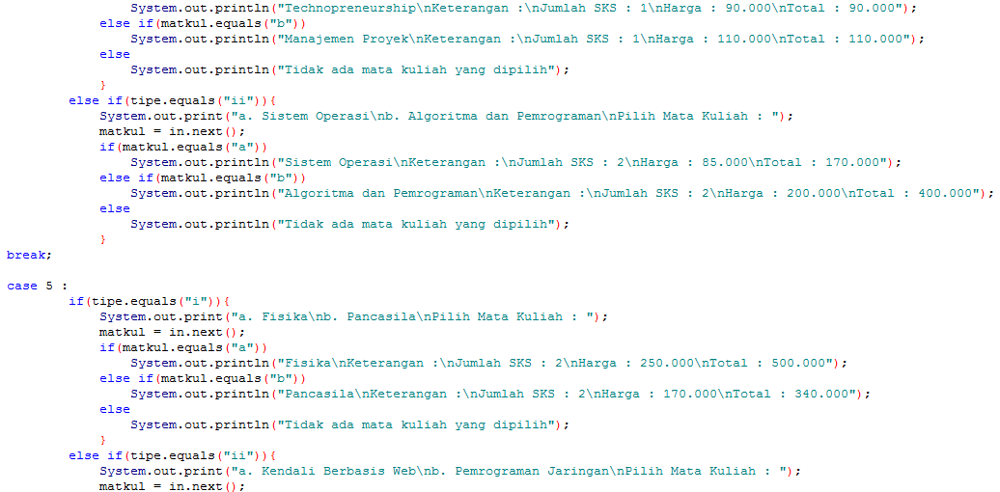 System.out.println("Technopreneurship\nKeterangan :\nJumlah SKS : 1\nHarga : 90.000\nTotal : 90.000");
else if(matkul.equals("b"))
System.out.println("Manajemen Proyek\nKeterangan :\nJumlah SKS : 1\nHarga : 110.000\nTotal : 110.000");
else
System.out.println("Tidak ada mata kuliah yang dipilih");
}
else if(tipe.equals("ii")){
System.out.print("a. Sistem Operasi\nb. Algoritma dan Pemrograman\nPilih Mata Kuliah : ");
matkul = in.next();
if(matkul.equals("a"))
System.out.println("Sistem Operasi\nKeterangan :\nJumlah SKS : 2\nHarga : 85.000\nTotal : 170.000");
else if(matkul.equals("b"))
System.out.println("Algoritma dan Pemrograman\nKeterangan :\nJumlah SKS : 2\nHarga : 200.000\nTotal : 400.000");
else
System.out.println("Tidak ada mata kuliah yang dipilih");
}
break;
case 5 :
if(tipe.equals("i")){
System.out.print("a. Fisika\nb. Pancasila\nPilih Mata Kuliah : ");
matkul = in.next();
if(matkul.equals("a"))
System.out.println("Fisika\nKeterangan :\nJumlah SKS : 2\nHarga : 250.000\nTotal : 500.000");
else if(matkul.equals("b"))
System.out.println("Pancasila\nKeterangan :\nJumlah SKS : 2\nHarga : 170.000\nTotal : 340.000");
else
System.out.println("Tidak ada mata kuliah yang dipilih");
}
else if(tipe.equals("ii")){
System.out.print("a. Kendali Berbasis Web\nb. Pemrograman Jaringan\nPilih Mata Kuliah : ");
matkul = in.next();